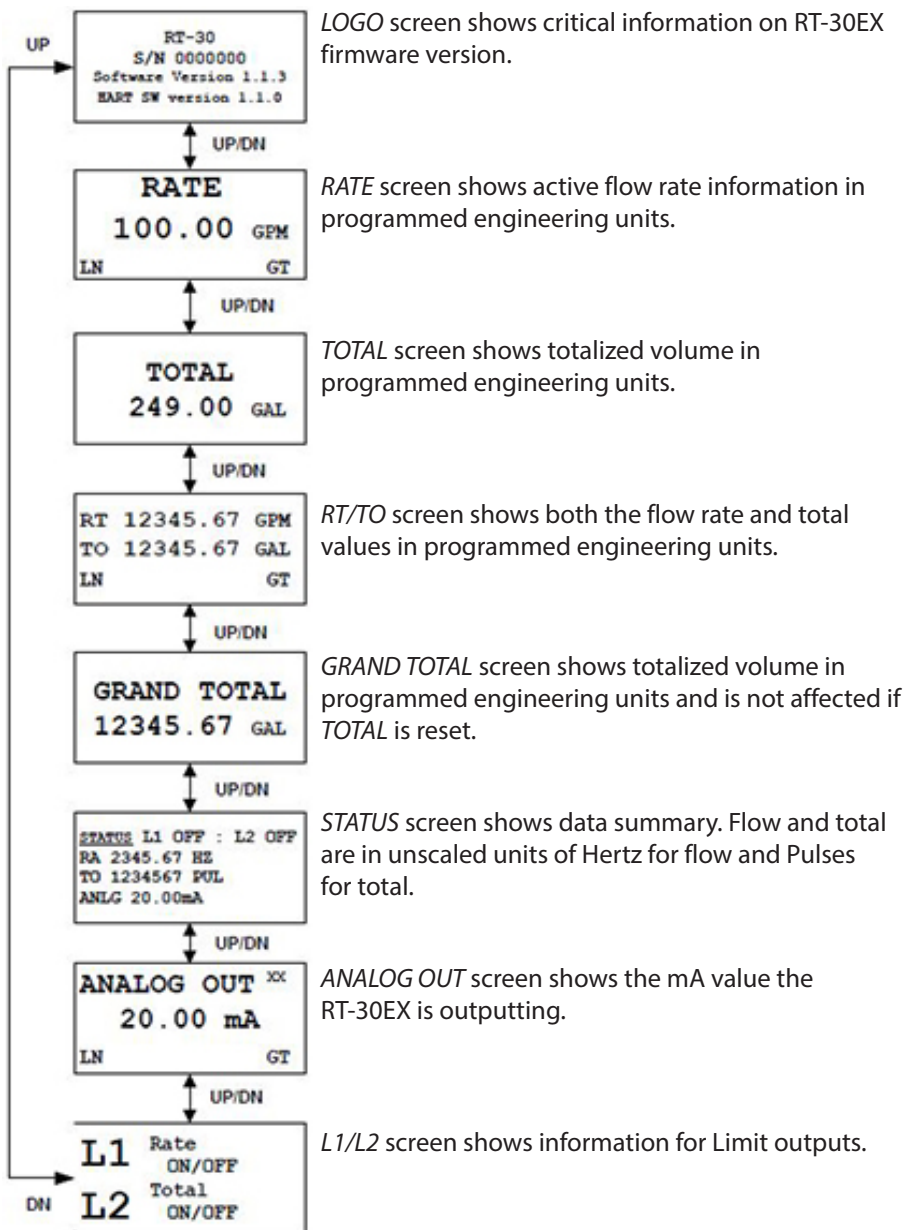 UP
RT-30
S/N 0000000
Software Version 1.1.3
HART SW version 1.1.0
LOGO screen shows critical information on RT-30EX
firmware version.
UP/DN
RATE
100.00 GPM
LN GT
RATE screen shows active flow rate information in
programmed engineering units.
UP/DN
TOTAL
249.00 GAL
TOTAL screen shows totalized volume in
programmed engineering units.
UP/DN
RT 12345.67 GPM
TO 12345.67 GAL
LN GT
RT/TO screen shows both the flow rate and total
values in programmed engineering units.
UP/DN
GRAND TOTAL
12345.67 GAL
GRAND TOTAL screen shows totalized volume in
programmed engineering units and is not affected if
TOTAL is reset.
UP/DN
STATUS L1 OFF : L2 OFF
RA 2345.67 HZ
TO 1234567 PUL
ANLG 20.00mA
STATUS screen shows data summary. Flow and total
are in unscaled units of Hertz for flow and Pulses
for total.
UP/DN
ANALOG OUT XX
20.00 mA
LN GT
ANALOG OUT screen shows the mA value the
RT-30EX is outputting.
UP/DN
L1 Rate
ON/OFF
L2 Total
ON/OFF
L1/L2 screen shows information for Limit outputs.
DN